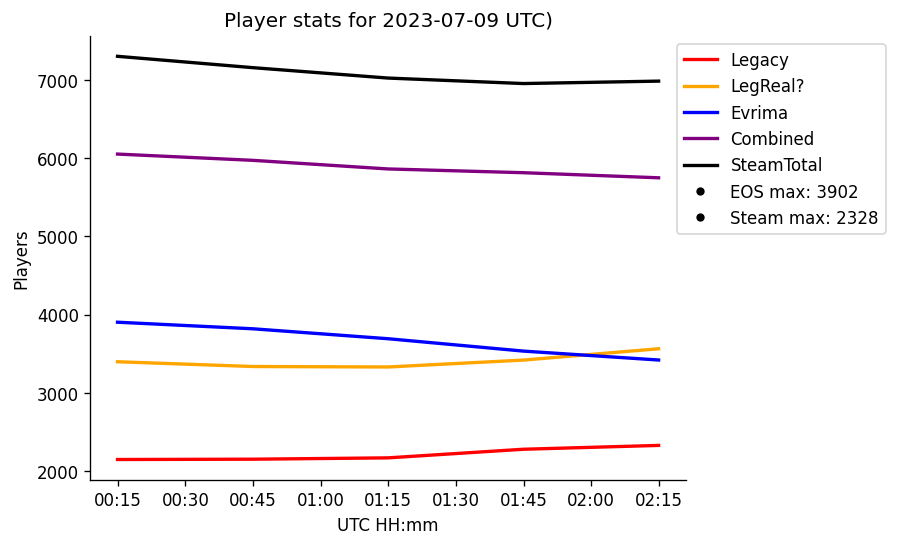 Player stats for 2023-07-09 UTC)
Legacy
LegReal?
Evrima
Combined
SteamTotal
EOS max: 3902
Steam max: 2328
7000
6000
5000
4000
3000
2000
Players
00:15 00:30 00:45 01:00 01:15 01:30 01:45 02:00 02:15
UTC HH:mm